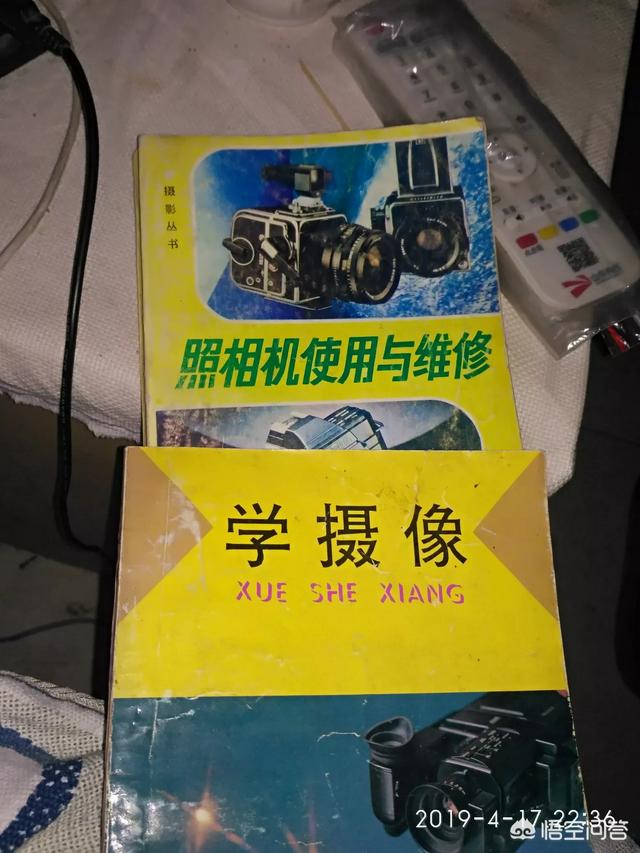 摄影丛书
照相机使用与维修
学摄像
XUE SHE XIANG
2019-4-17 22:36
悟空问答